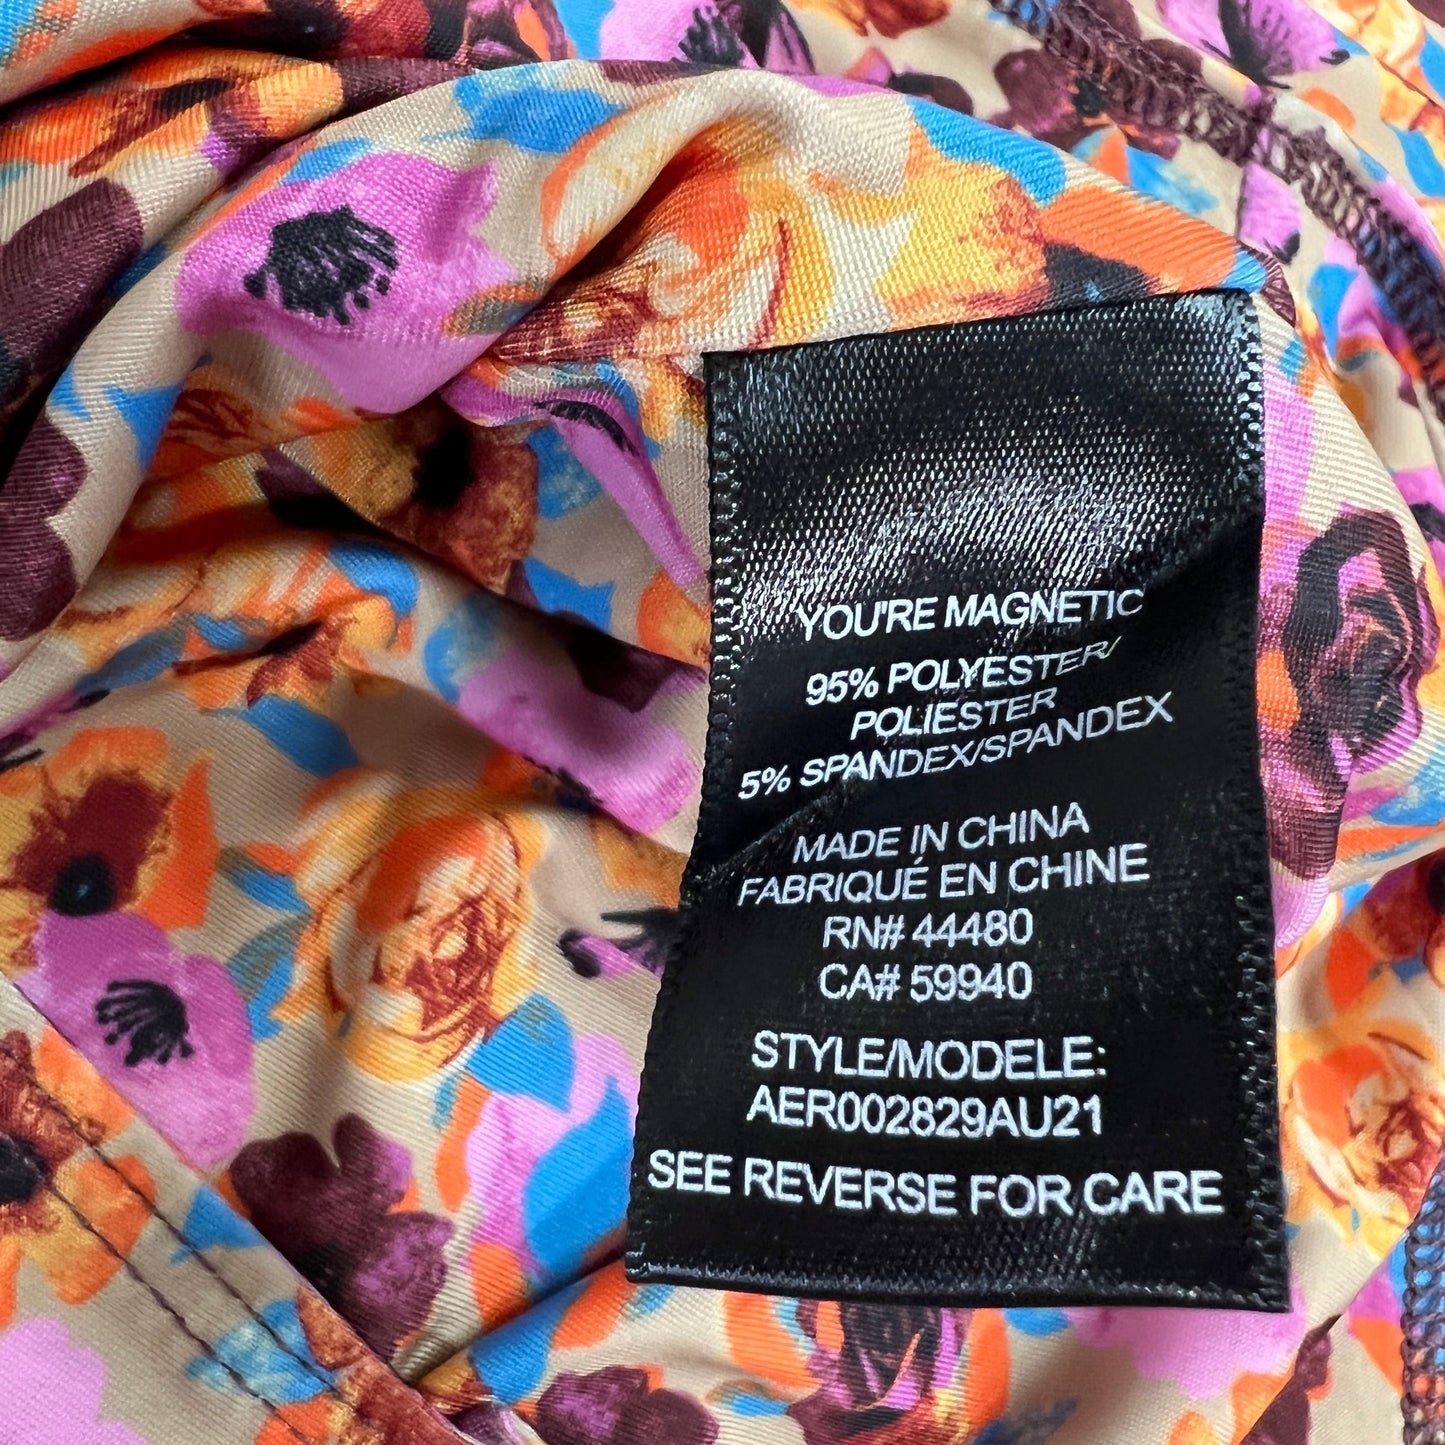 YOU'RE MAGNETIC
95% POLYESTER/
POLIESTER
5% SPANDEX/SPANDEX
MADE IN CHINA
FABRIQUÉ EN CHINE
RN# 44480
CA# 59940
STYLE/MODELE:
AER002829AU21
SEE REVERSE FOR CARE